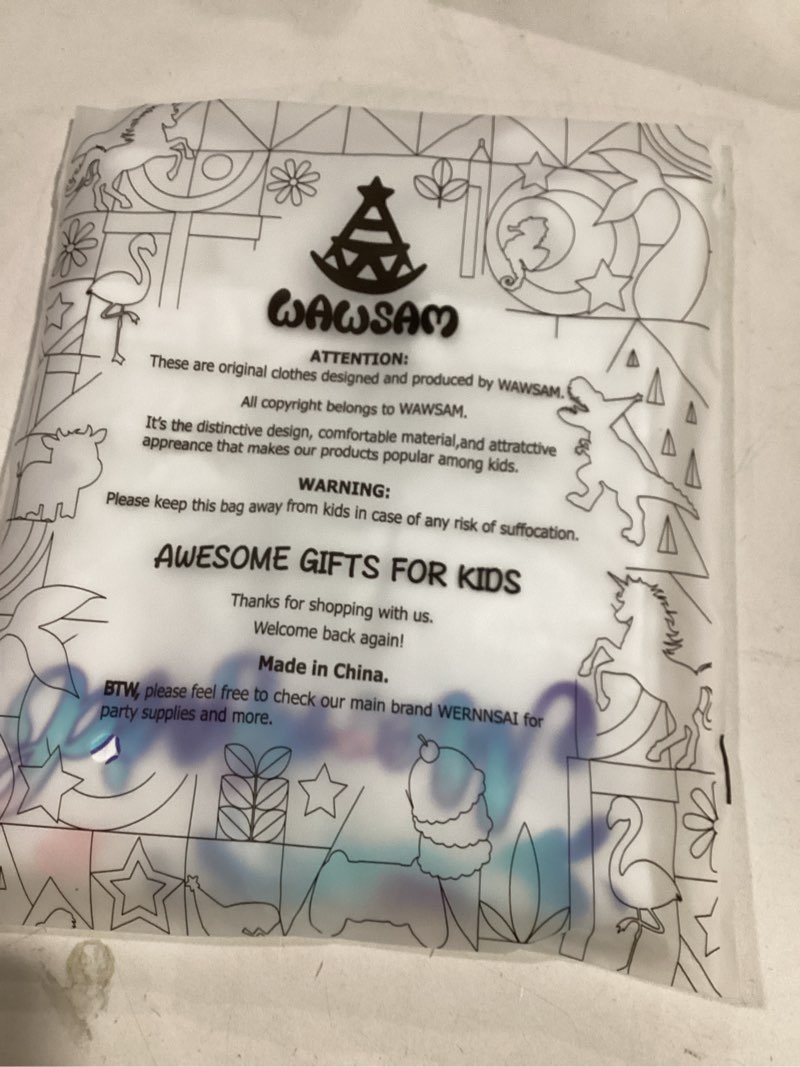 WAWSAM
ATTENTION:
These are original clothes designed and produced by WAWSAM.
All copyright belongs to WAWSAM.
It's the distinctive design, comfortable material,and attratctive
appreance that makes our products popular among kids.
WARNING:
Please keep this bag away from kids in case of any risk of suffocation.
AWESOME GIFTS FOR KIDS
Thanks for shopping with us.
Welcome back again!
Made in China.
BTW, please feel free to check our main brand WERNNSAI for
party supplies and more.